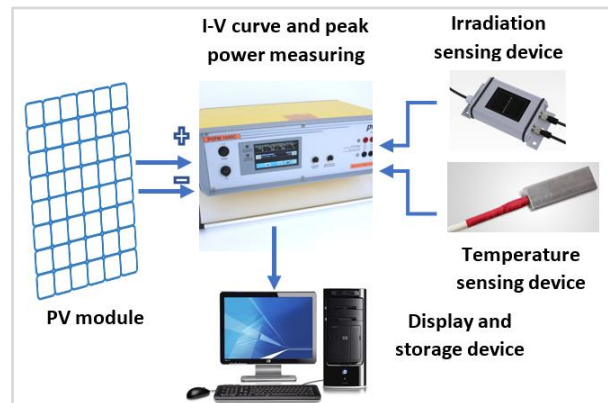 I-V curve and peak
power measuring
Irradiation
sensing device
+
-
PV module
Temperature
sensing device
Display and
storage device